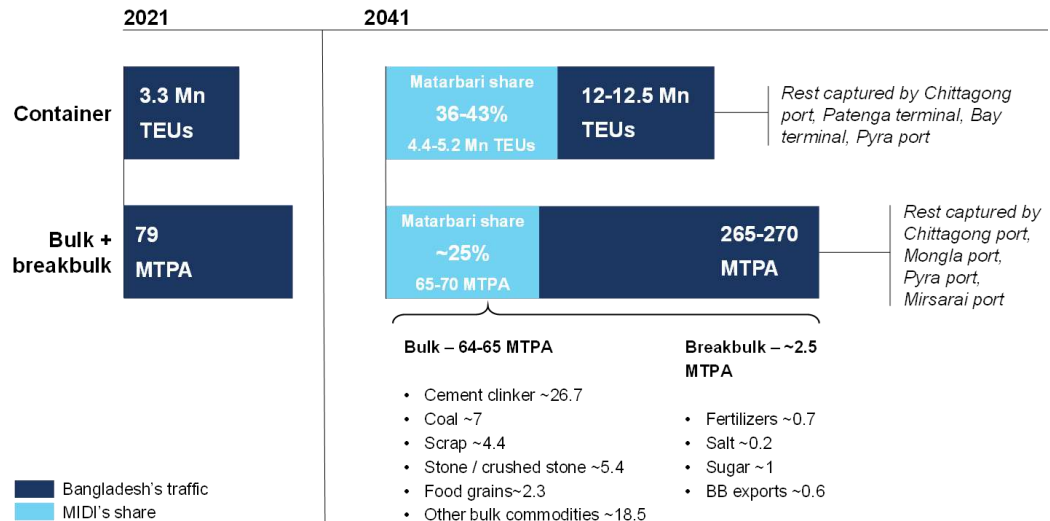 2021
2041
Container
3.3 Mn
TEUs
Matarbari share
36-43%
4.4-5.2 Mn TEUs
12-12.5 Mn
TEUs
Rest captured by Chittagong
port, Patenga terminal, Bay
terminal, Pyra port
Bulk +
breakbulk
79
MTPA
Matarbari share
~25%
65-70 MTPA
265-270
MTPA
Rest captured by
Chittagong port,
Mongla port,
Pyra port,
Mirsarai port
Bulk – 64-65 MTPA
• Cement clinker ~26.7
• Coal ~7
• Scrap ~4.4
• Stone / crushed stone ~5.4
• Food grains~2.3
• Other bulk commodities ~18.5
Breakbulk – ~2.5
MTPA
• Fertilizers ~0.7
• Salt ~0.2
• Sugar ~1
• BB exports ~0.6
Bangladesh's traffic
MIDI's share